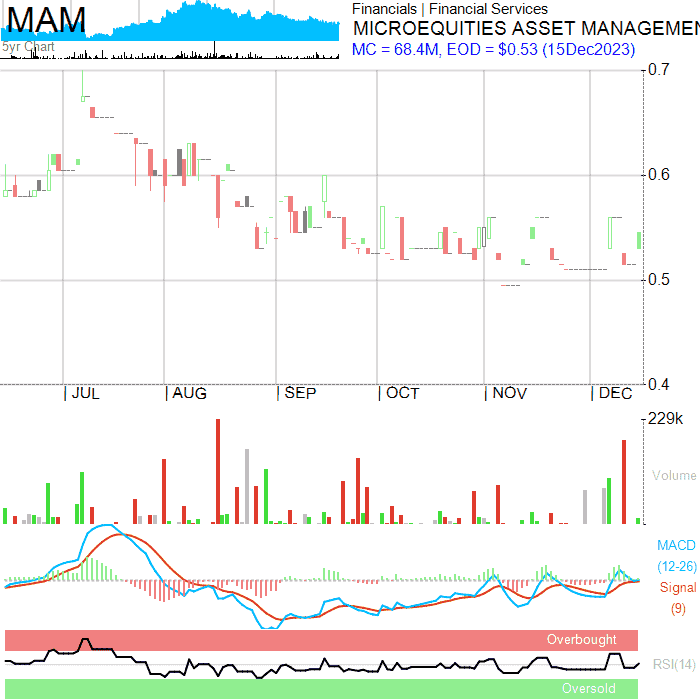 MAM
5yr Chart
Financials | Financial Services
MICROEQUITIES ASSET MANAGEMEN
MC = 68.4M, EOD = $0.53 (15Dec2023)
0.7
0.6
0.5
0.4
| JUL | AUG | SEP | OCT | NOV | DEC
229k
Volume
MACD
(12-26)
Signal
(9)
Overbought
RSI(14)
Oversold